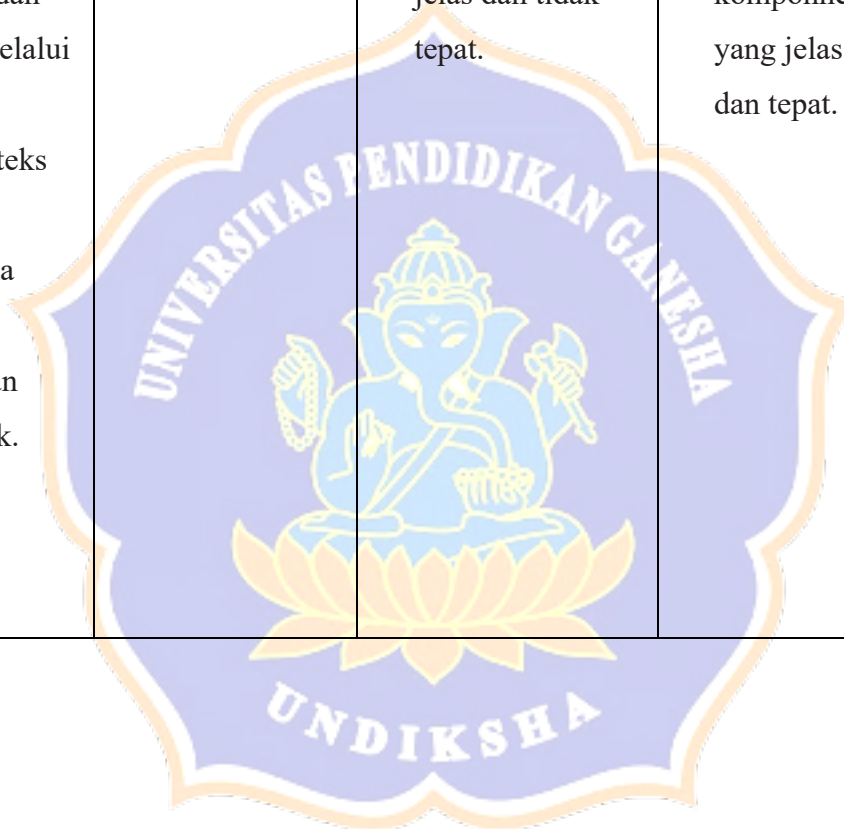 elalui
teks
a
k.
tepat.
yang jelas
dan tepat.
UNIVERSITAS PENDIDIKAN GANESHA
UNDIKSHA